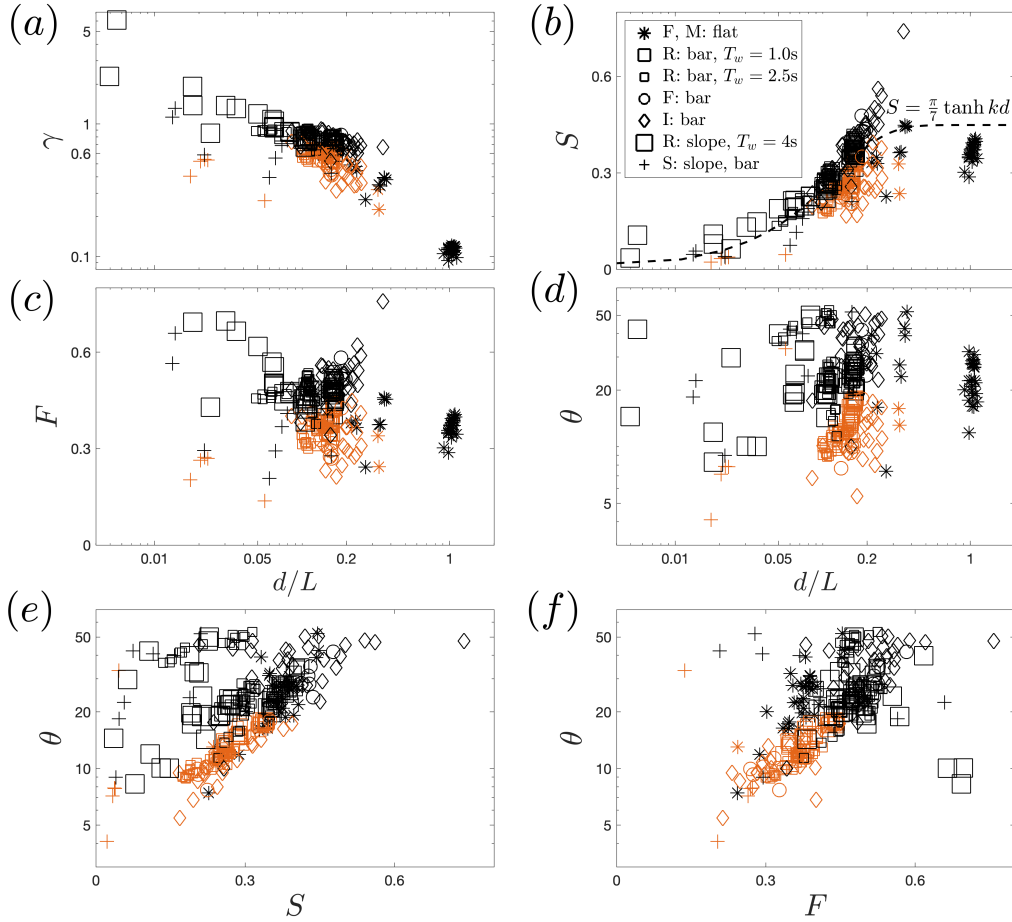 (a)
5
1
0.6
0.1
γ
(b)
0.6
0.3
0
S
F, M: flat
R: bar, T_w = 1.0s
R: bar, T_w = 2.5s
F: bar
I: bar
R: slope, T_w = 4s
S: slope, bar
S = π/7 tanh kd
(c)
0.6
0.3
0
F
0.01 0.05 0.2 1
d/L
(d)
50
20
5
θ
0.01 0.05 0.2 1
d/L
(e)
50
20
10
5
θ
0 0.3 0.6
S
(f)
50
20
10
5
θ
0 0.3 0.6
F